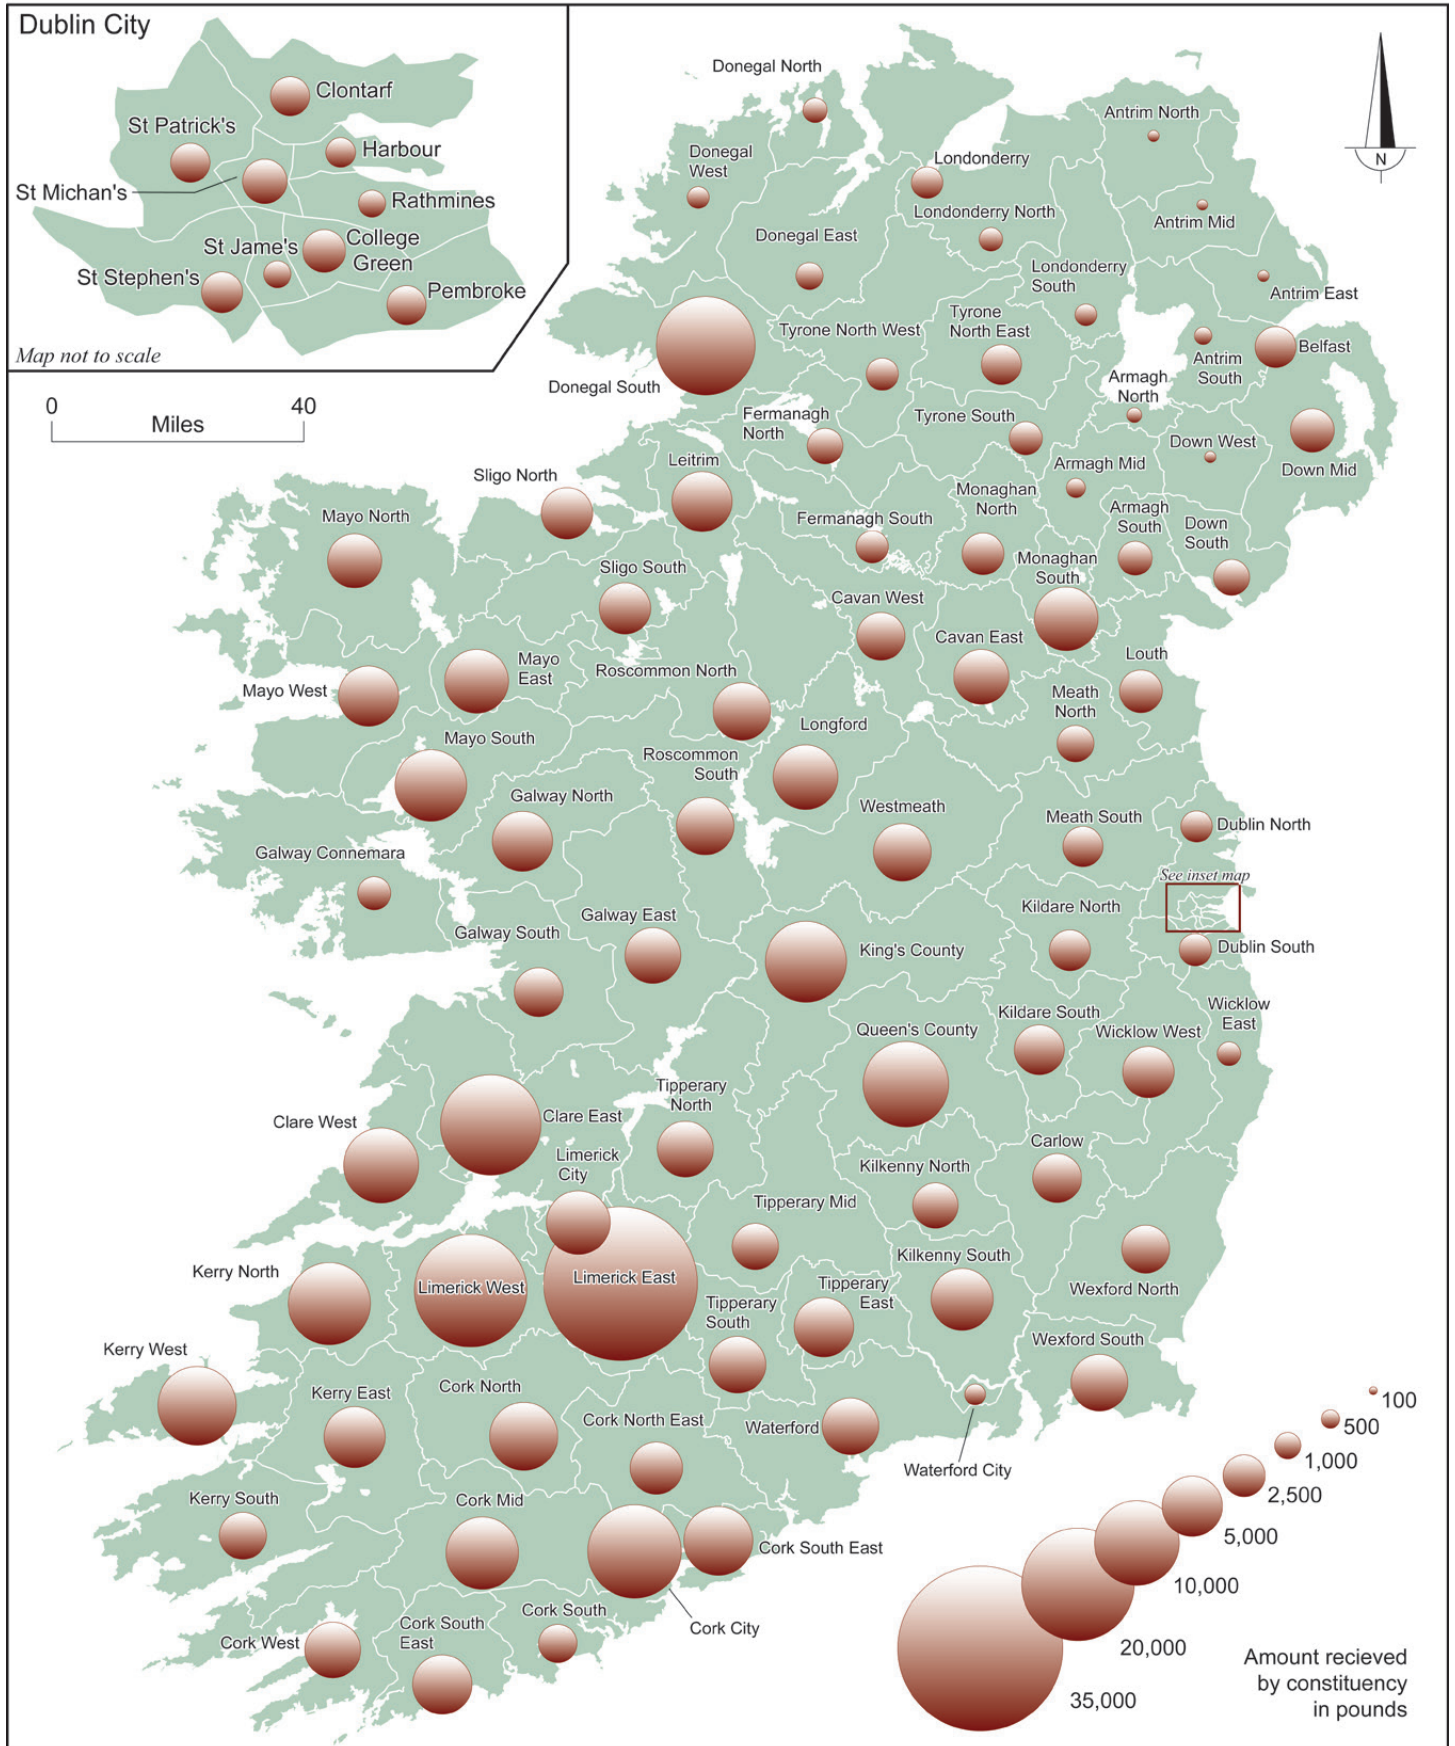 Dublin City
Clontarf
St Patrick's
Harbour
St Michan's
Rathmines
St Jame's
College
Green
St Stephen's
Pembroke
Map not to scale
0
40
Miles
N
Donegal North
Antrim North
Donegal
West
Londonderry
Londonderry North
Antrim Mid
Donegal East
Londonderry
South
Antrim East
Tyrone North West
Tyrone
North East
Belfast
Antrim
South
Donegal South
Armagh
North
Fermanagh
North
Tyrone South
Down West
Down Mid
Leitrim
Armagh Mid
Sligo North
Monaghan
North
Armagh
South
Down
South
Mayo North
Fermanagh South
Monaghan
South
Sligo South
Cavan West
Cavan East
Louth
Mayo
East
Roscommon North
Mayo West
Meath
North
Longford
Mayo South
Roscommon
South
Galway North
Westmeath
Meath South
Dublin North
Galway Connemara
See inset map
Kildare North
Galway East
Galway South
King's County
Dublin South
Wicklow
East
Kildare South
Queen's County
Wicklow West
Tipperary
North
Clare East
Clare West
Limerick
City
Carlow
Kilkenny North
Tipperary Mid
Kilkenny South
Kerry North
Limerick West
Limerick East
Tipperary
East
Wexford North
Tipperary
South
Wexford South
Kerry West
Kerry East
Cork North
Cork North East
Waterford
Waterford City
Kerry South
Cork Mid
Cork South East
Cork City
Cork South
Cork South
East
Cork West
100
500
1,000
2,500
5,000
10,000
20,000
35,000
Amount recieved
by constituency
in pounds